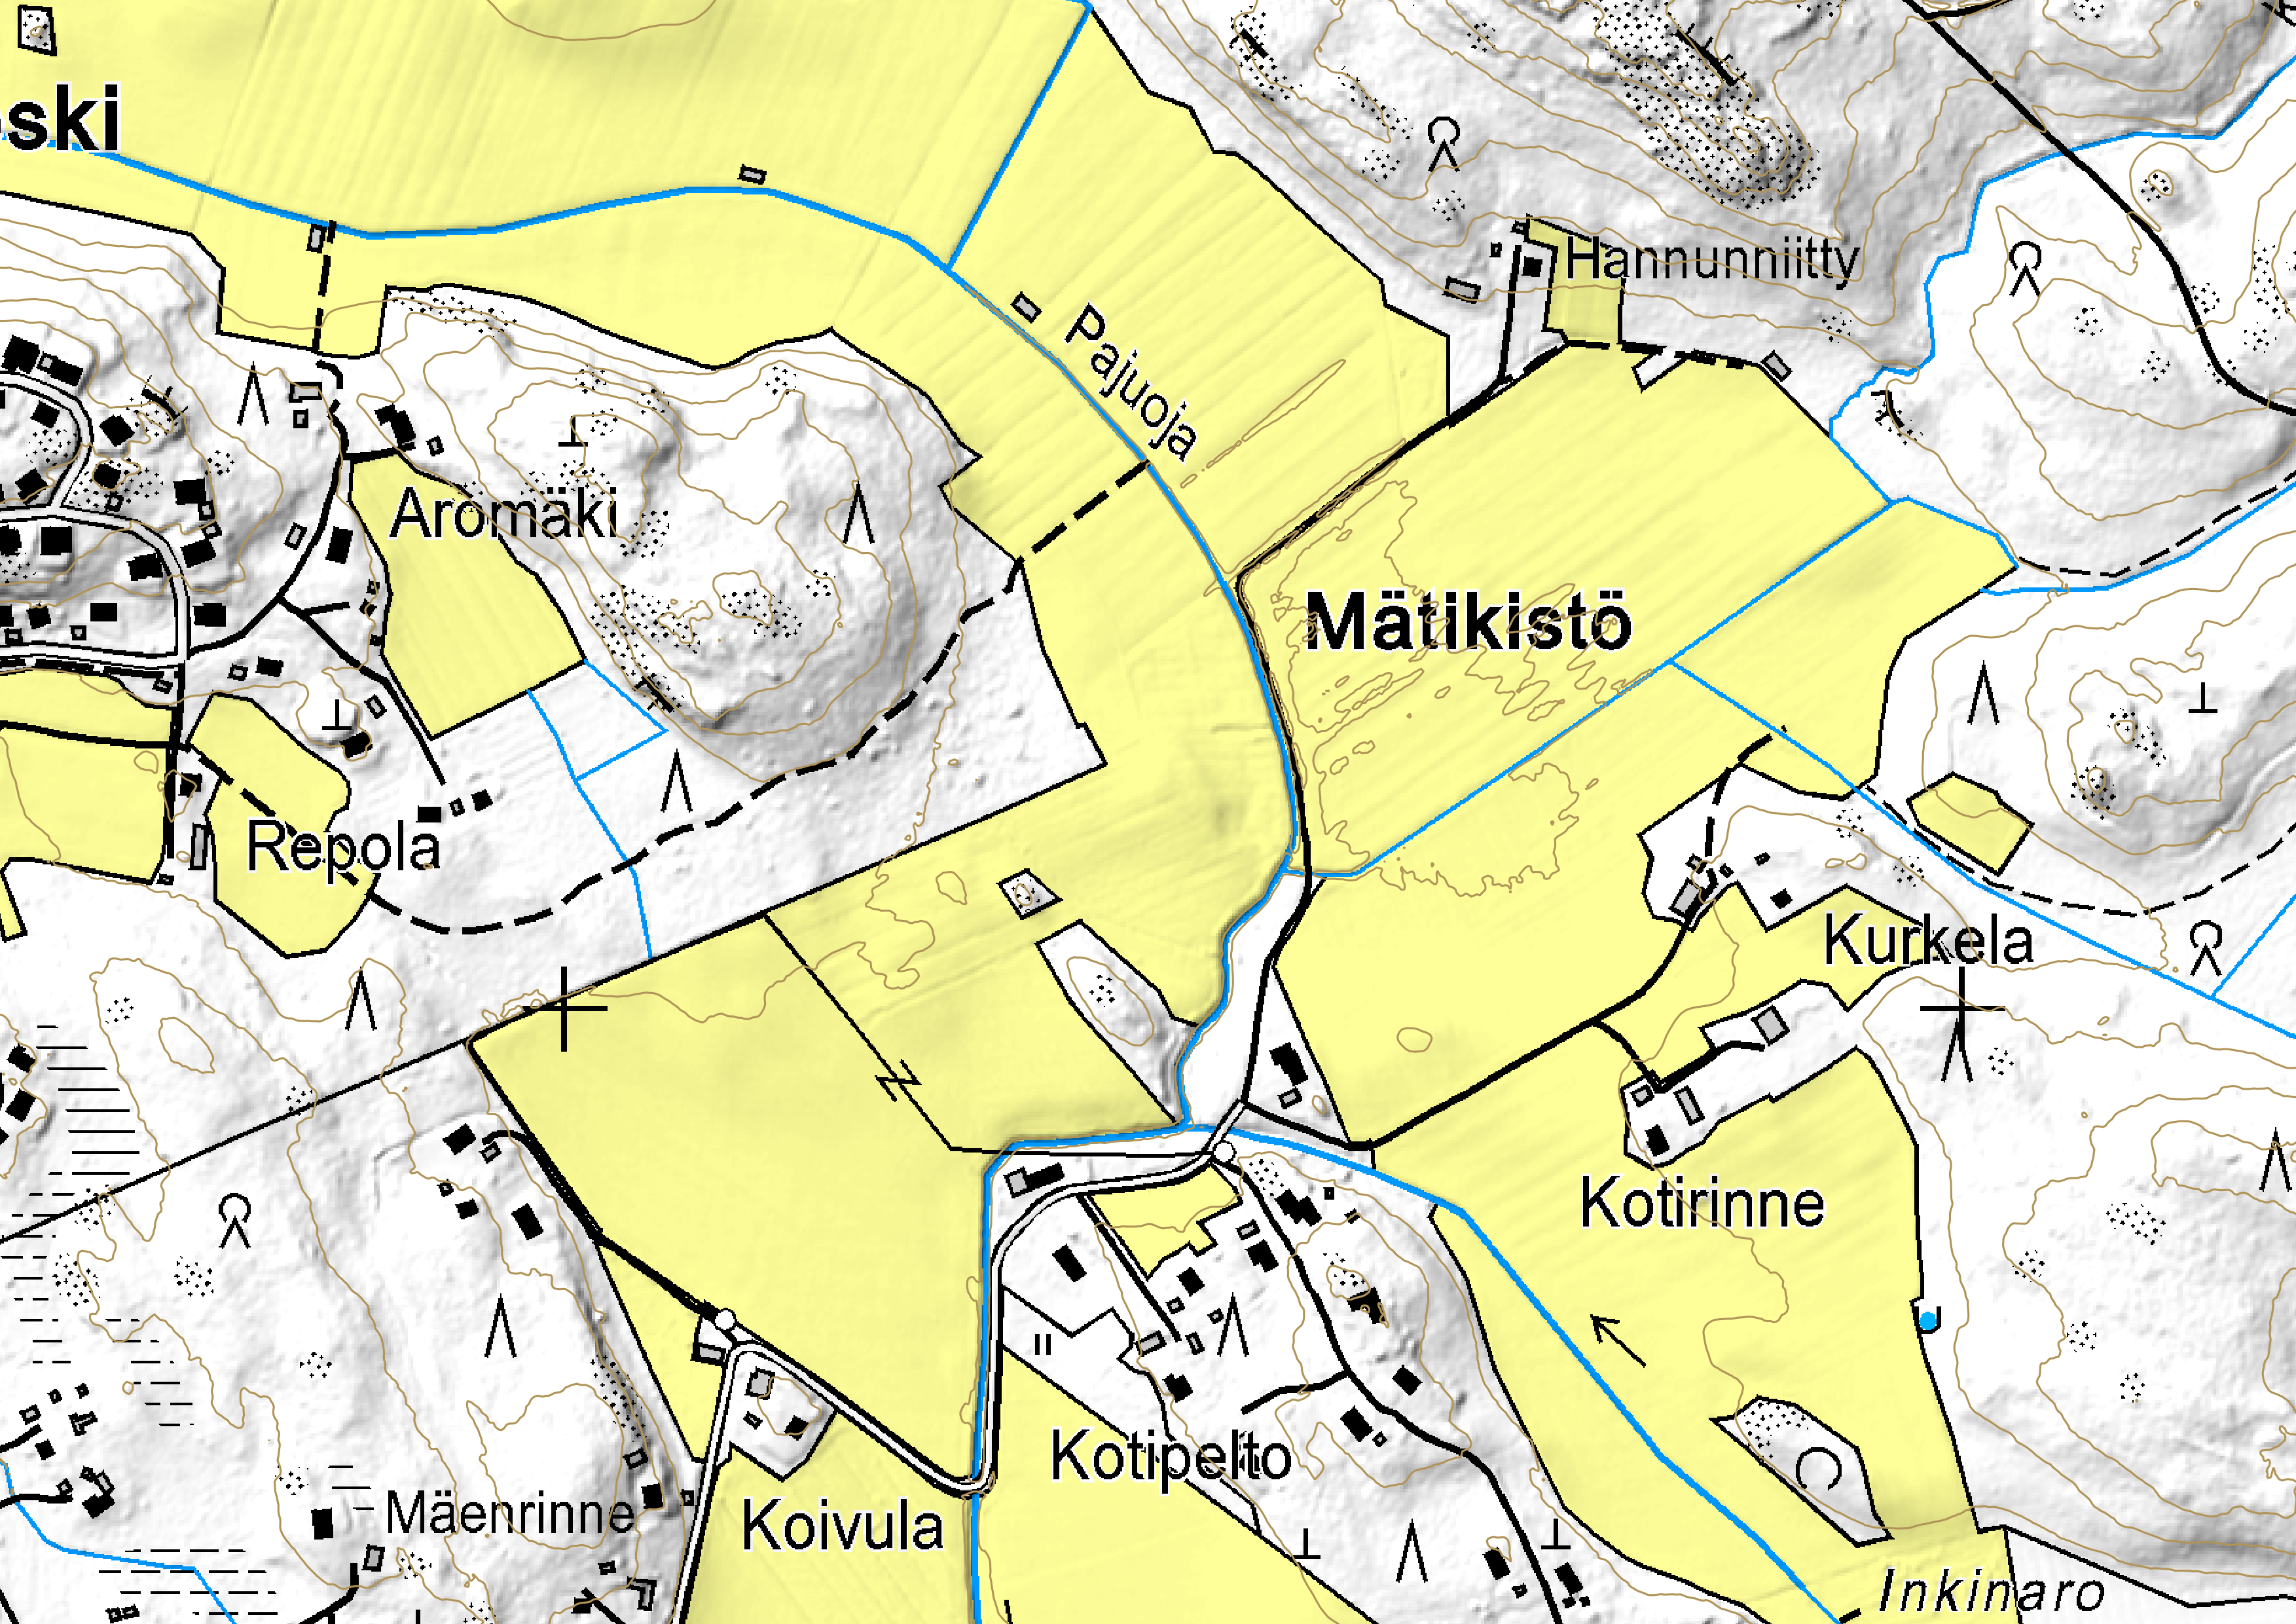 ski
Hannunniitty
Pajuoja
Aromäki
Mätikistö
Repola
Kurkela
Kotirinne
Kotipelto
Mäenrinne
Koivula
Inkinaro